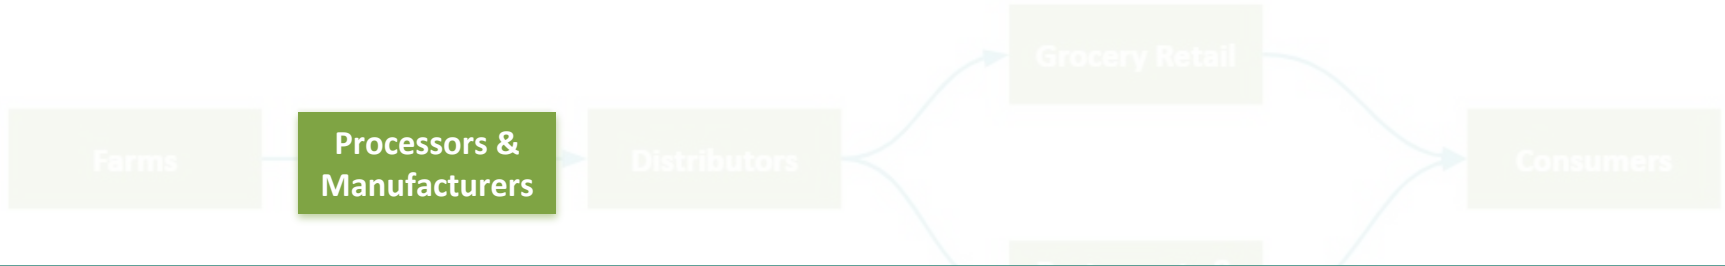 Grocery Retail
Farms
Processors &
Manufacturers
Distributors
Consumers